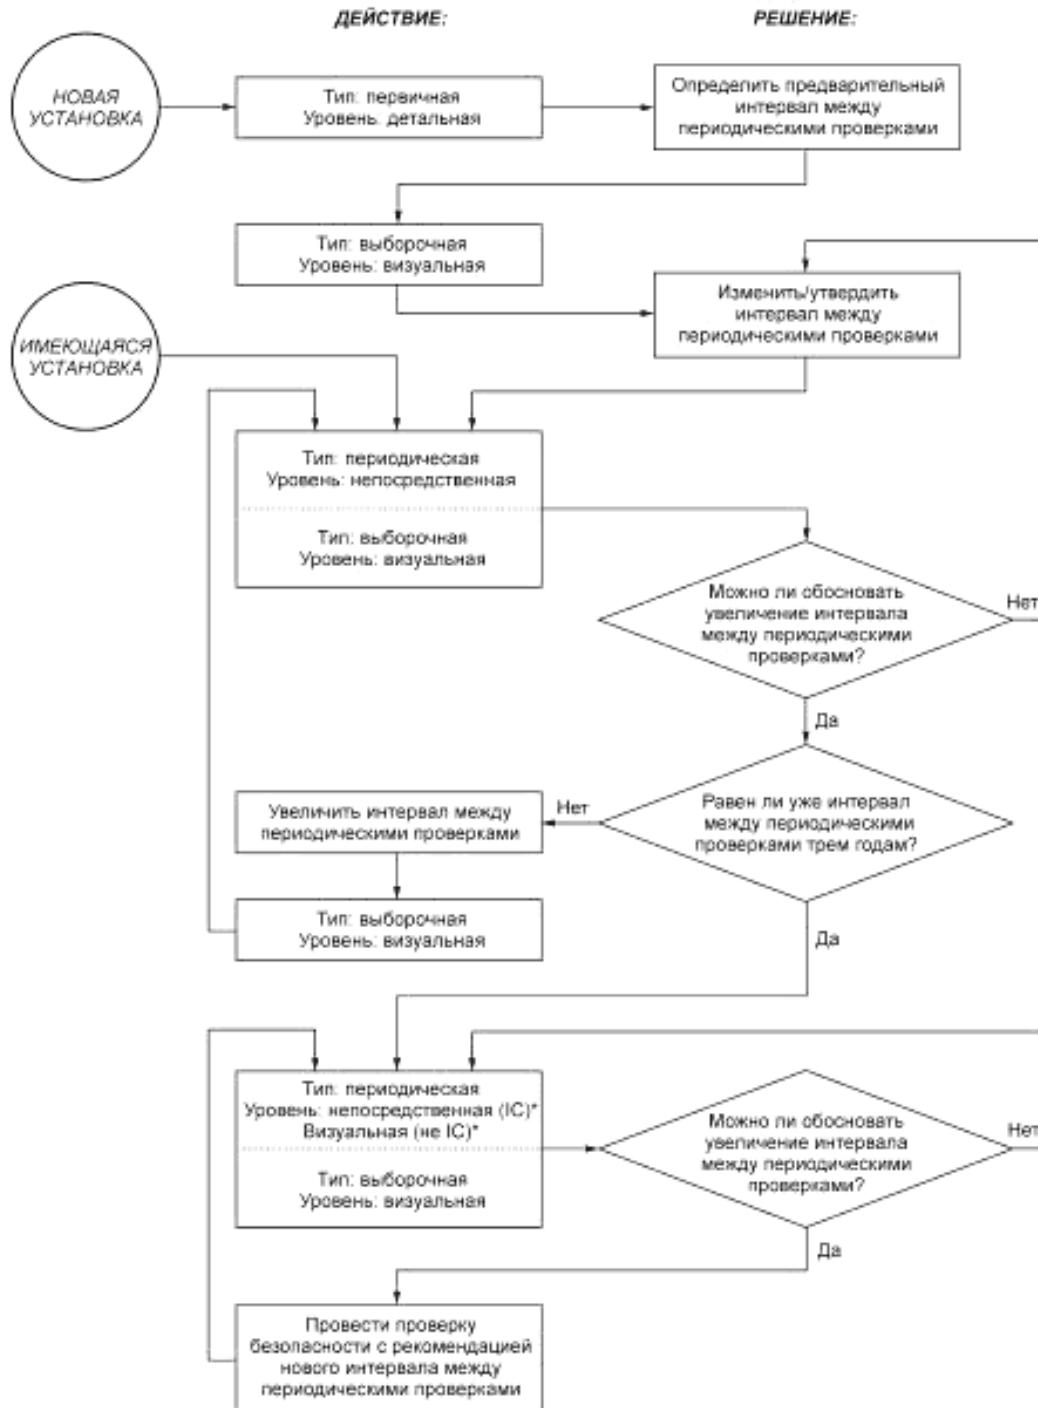 ДЕЙСТВИЕ:
РЕШЕНИЕ:
НОВАЯ
УСТАНОВКА
Тип: первичная
Уровень: детальная
Определить предварительный
интервал между
периодическими проверками
Тип: выборочная
Уровень: визуальная
Изменить/утвердить
интервал между
периодическими проверками
ИМЕЮЩАЯСЯ
УСТАНОВКА
Тип: периодическая
Уровень: непосредственная
Тип: выборочная
Уровень: визуальная
Можно ли обосновать
увеличение интервала
между периодическими
проверками?
Нет
Да
Равен ли уже интервал
между периодическими
проверками трем годам?
Нет
Увеличить интервал между
периодическими проверками
Тип: выборочная
Уровень: визуальная
Да
Тип: периодическая
Уровень: непосредственная (IC)*
Визуальная (не IC)*
Тип: выборочная
Уровень: визуальная
Можно ли обосновать
увеличение интервала
между периодическими
проверками?
Нет
Да
Провести проверку
безопасности с рекомендацией
нового интервала между
периодическими проверками